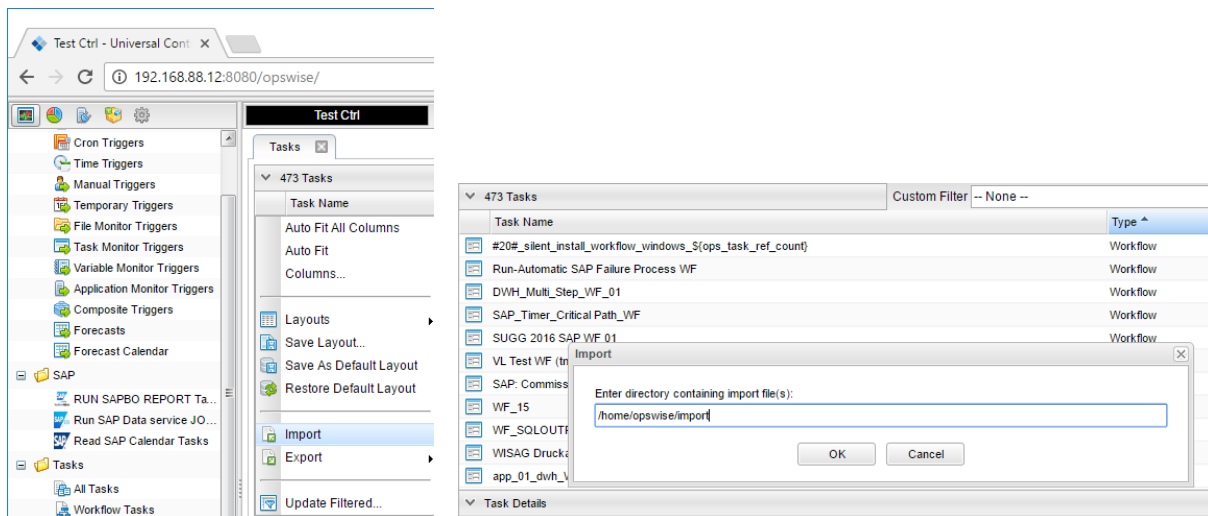 Test Ctrl - Universal Cont
192.168.88.12:8080/opswise/
Cron Triggers
Time Triggers
Manual Triggers
Temporary Triggers
File Monitor Triggers
Task Monitor Triggers
Variable Monitor Triggers
Application Monitor Triggers
Composite Triggers
Forecasts
Forecast Calendar
SAP
RUN SAPBO REPORT Ta...
Run SAP Data service JO...
Read SAP Calendar Tasks
Tasks
All Tasks
Workflow Tasks
Test Ctrl
Tasks
473 Tasks
Task Name
Auto Fit All Columns
Auto Fit
Columns...
Layouts
Save Layout...
Save As Default Layout
Restore Default Layout
Import
Export
Update Filtered...
473 Tasks Custom Filter -- None --
Task Name Type
#20#_silent_install_workflow_windows_${ops_task_ref_count} Workflow
Run-Automatic SAP Failure Process WF Workflow
DWH_Multi_Step_WF_01 Workflow
SAP_Timer_Critical Path_WF Workflow
SUGG 2016 SAP WF 01 Workflow
VL Test WF (tn
SAP: Commiss
WF_15
WF_SQLOUTF
WISAG Drucka
app_01_dwh_V
Import
Enter directory containing import file(s):
/home/opswise/import
OK Cancel
Task Details